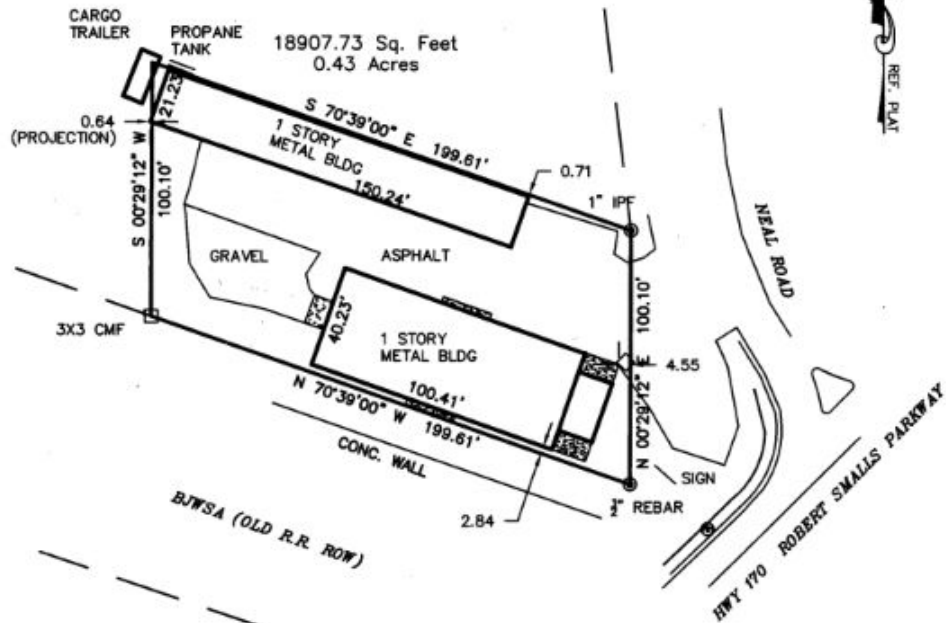 CARGO
TRAILER
PROPANE
TANK
18907.73 Sq. Feet
0.43 Acres
REF. PLAT
21.23'
0.64
(PROJECTION)
S 70°39'00" E 199.61'
1 STORY
METAL BLDG
150.24'
0.71
1" IPF
S 00°29'12" W
100.10'
NEAL ROAD
GRAVEL
ASPHALT
3X3 CMF
40.23'
1 STORY
METAL BLDG
100.41'
N 00°29'12" E 100.10'
4.55
N 70°39'00" W 199.61'
CONC. WALL
SIGN
½" REBAR
2.84
BJWSA (OLD R.R. ROW)
HWY 170 ROBERT SMALLS PARKWAY